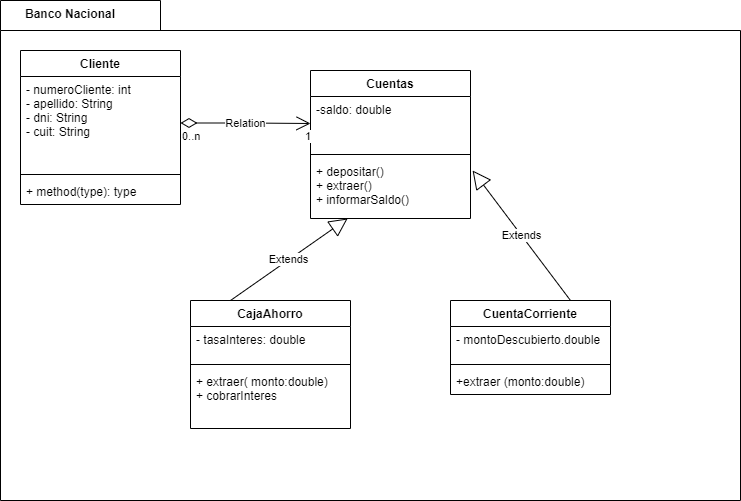 Banco Nacional
Cliente
- numeroCliente: int
- apellido: String
- dni: String
- cuit: String
+ method(type): type
0..n
Relation
1
Cuentas
-saldo: double
+ depositar()
+ extraer()
+ informarSaldo()
Extends
Extends
CajaAhorro
- tasaInteres: double
+ extraer( monto:double)
+ cobrarInteres
CuentaCorriente
- montoDescubierto.double
+extraer (monto:double)